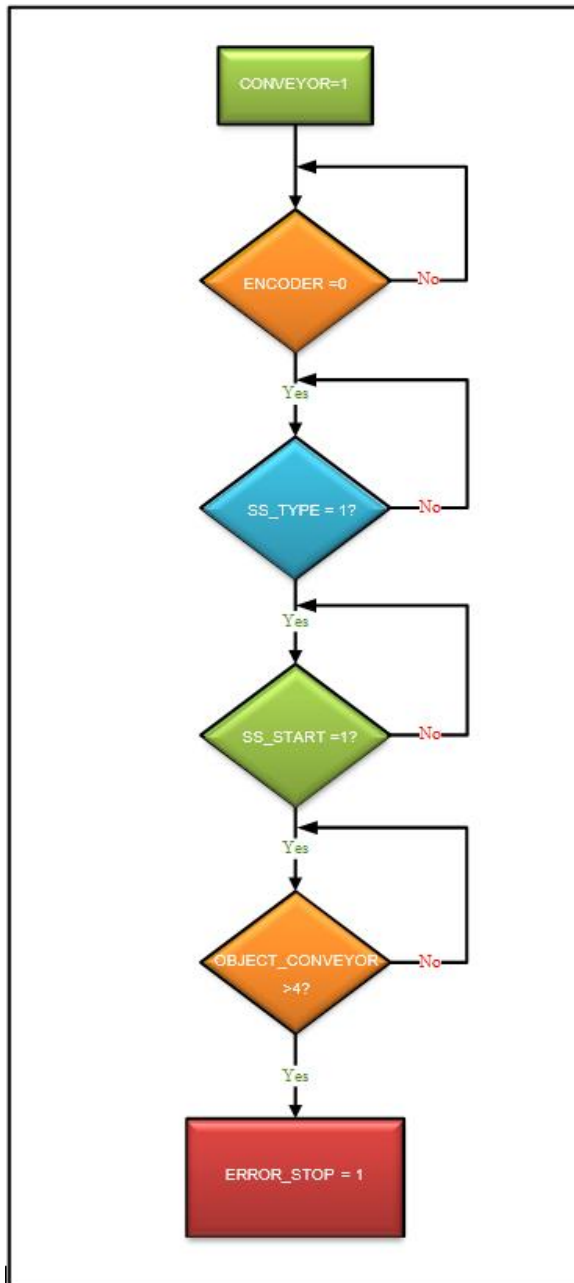 CONVEYOR=1
ENCODER =0
No
Yes
SS_TYPE = 1?
No
Yes
SS_START =1?
No
Yes
OBJECT_CONVEYOR
>4?
No
Yes
ERROR_STOP = 1